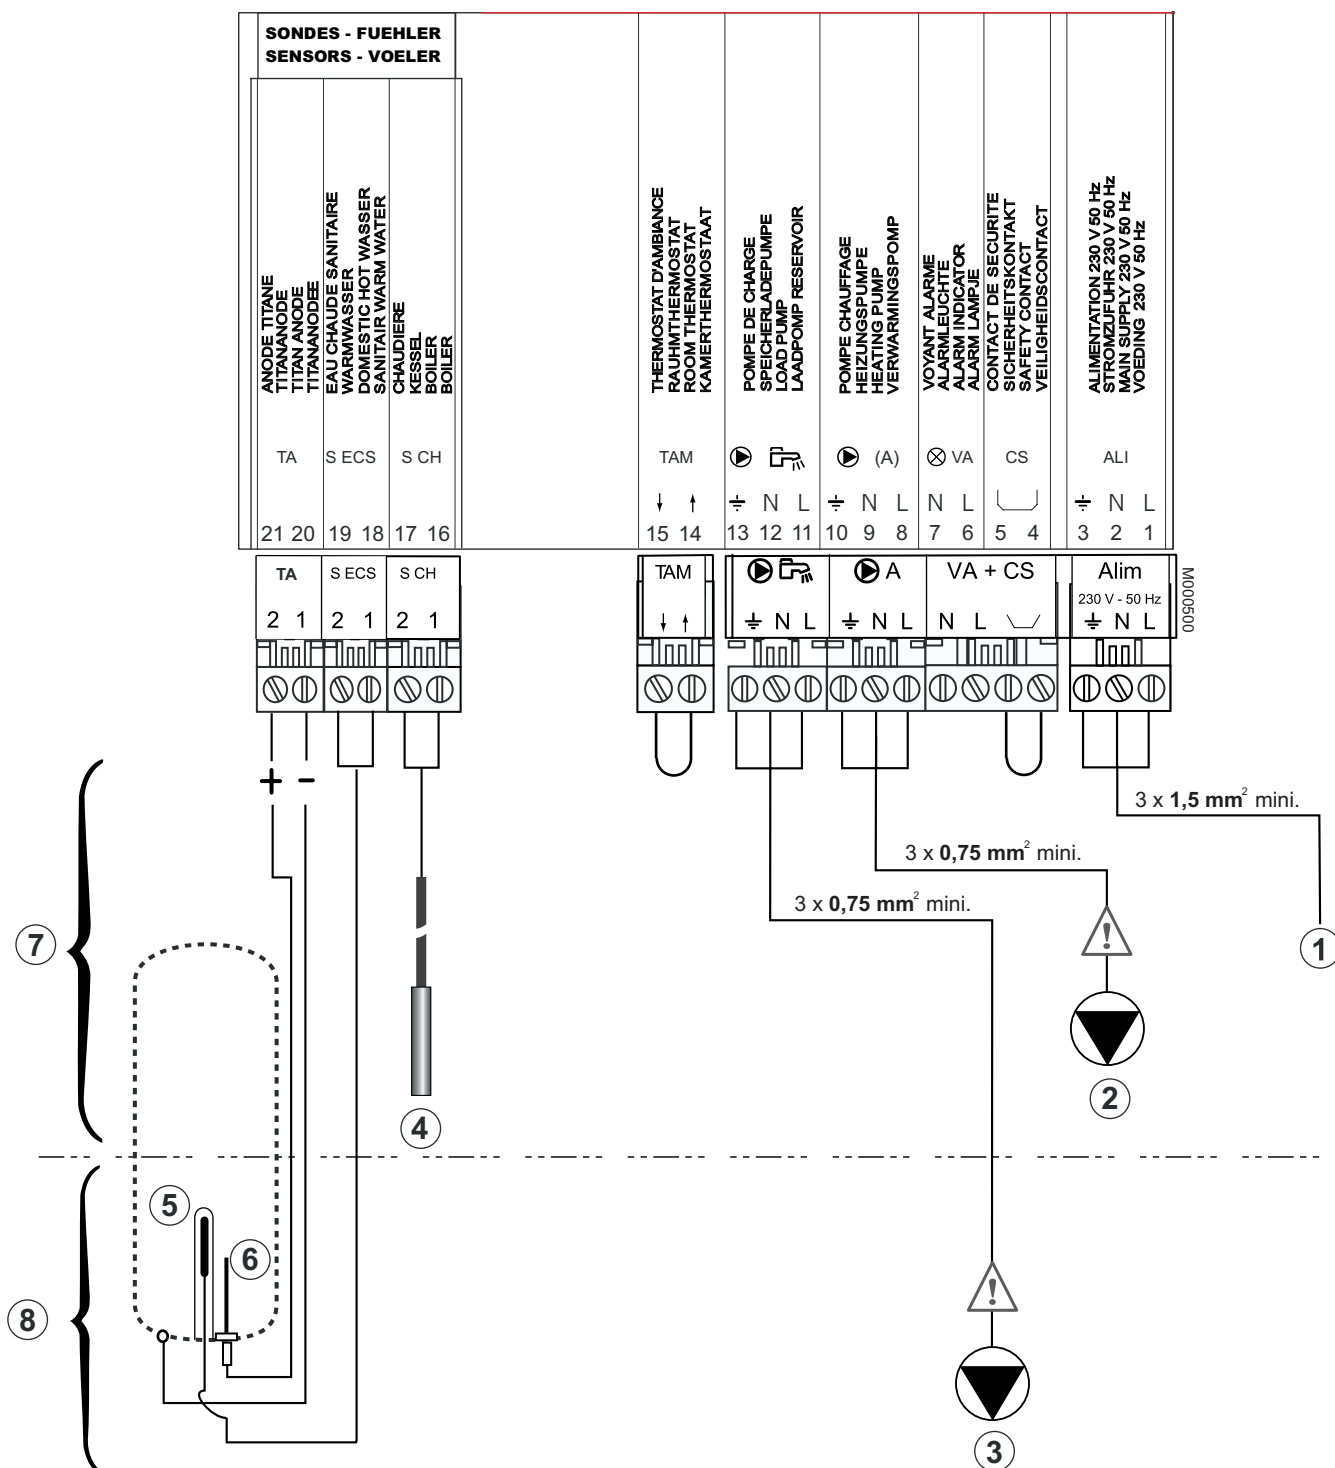 SONDES - FUEHLER
SENSORS - VOELER
ANODE TITANE
TITANANODE
TITAN ANODE
TITANANODEE
EAU CHAUDE SANITAIRE
WARMWASSER
DOMESTIC HOT WASSER
SANITAIR WARM WATER
CHAUDIERE
KESSEL
BOILER
BOILER
THERMOSTAT D'AMBIANCE
RAUHMTHERMOSTAT
ROOM THERMOSTAT
KAMERTHERMOSTAAT
POMPE DE CHARGE
SPEICHERLADEPUMPE
LOAD PUMP
LAADPOMP RESERVOIR
POMPE CHAUFFAGE
HEIZUNGSPUMPE
HEATING PUMP
VERWARMINGSPOMP
VOYANT ALARME
ALARMLEUCHTE
ALARM INDICATOR
ALARM LAMPJE
CONTACT DE SECURITE
SICHERHEITSKONTAKT
SAFETY CONTACT
VEILIGHEIDSCONTACT
ALIMENTATION 230 V 50 Hz
STROMZUFUHR 230 V 50 Hz
MAIN SUPPLY 230 V 50 Hz
VOEDING 230 V 50 Hz
TA S ECS S CH TAM (A) VA CS ALI
N L N L N L N L
21 20 19 18 17 16 15 14 13 12 11 10 9 8 7 6 5 4 3 2 1
TA S ECS S CH TAM A VA + CS Alim
230 V - 50 Hz
2 1 2 1 2 1 N L N L N L N L
M000500
+ −
3 x 1,5 mm² mini.
3 x 0,75 mm² mini.
3 x 0,75 mm² mini.
7
1
2
4
5
6
8
3